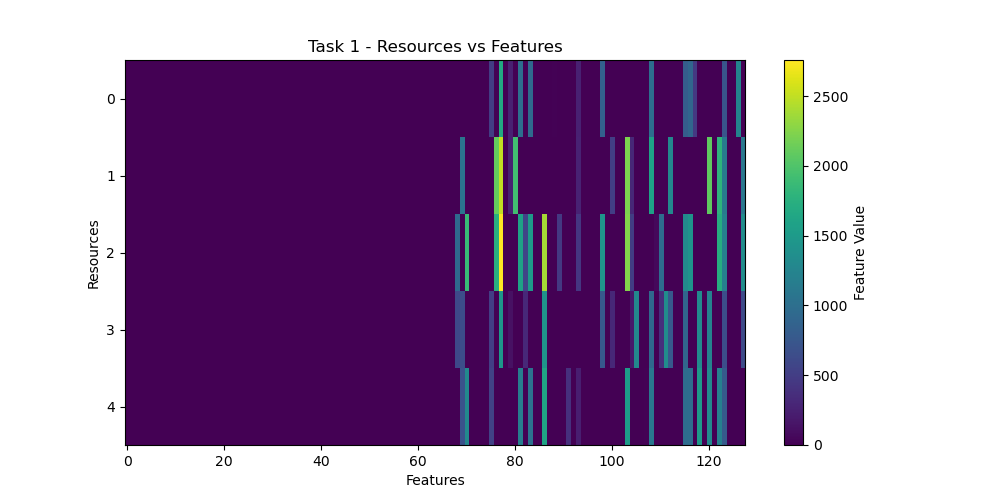 Task 1 - Resources vs Features
Resources
0
1
2
3
4
0 20 40 60 80 100 120
Features
2500
2000
1500
1000
500
0
Feature Value